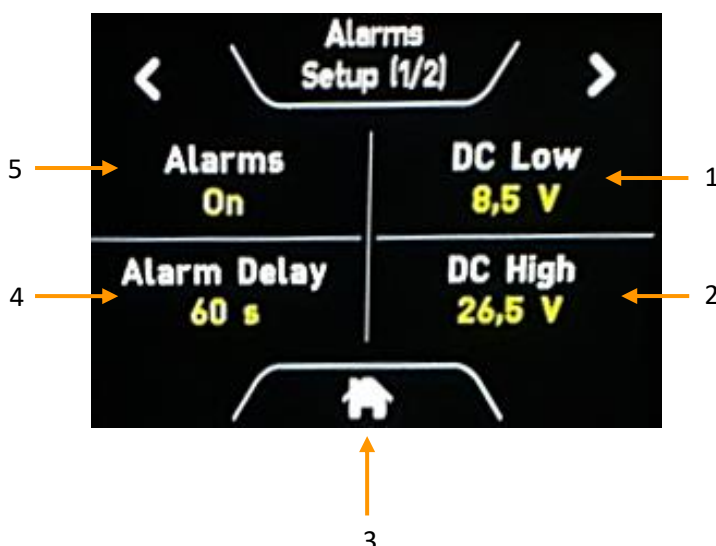 Alarms
Setup (1/2)
5
Alarms
On
DC Low
8,5 V
1
4
Alarm Delay
60 s
DC High
26,5 V
2
3